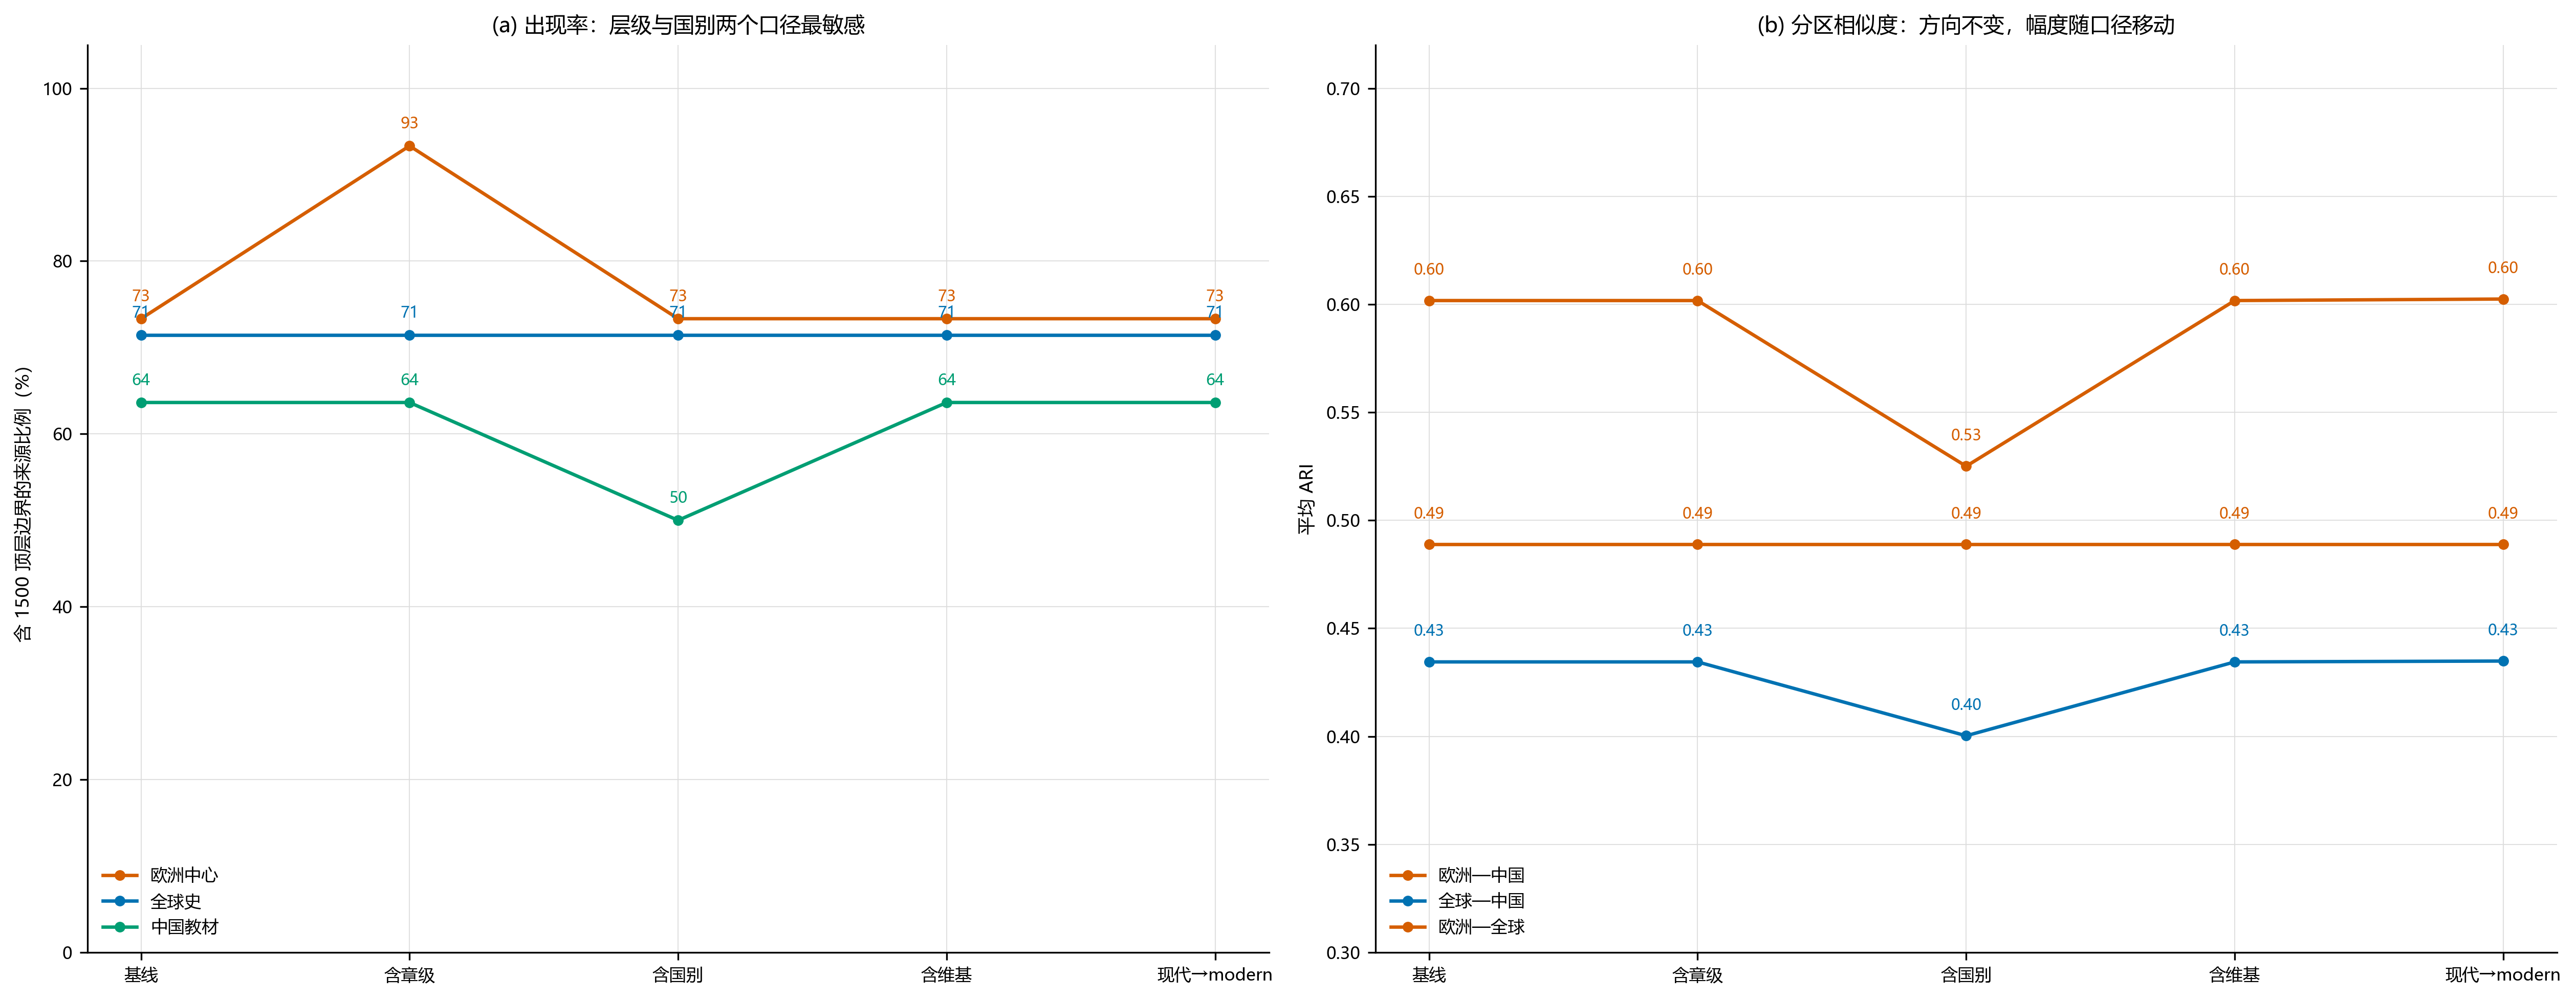 (a) 出现率：层级与国别两个口径最敏感
含 1500 顶层边界的来源比例（%）
100
80
60
40
20
0
93
73
73
73
73
71
71
71
71
71
64
64
50
64
64
欧洲中心
全球史
中国教材
基线
含章级
含国别
含维基
现代→modern
(b) 分区相似度：方向不变，幅度随口径移动
平均 ARI
0.70
0.65
0.60
0.55
0.50
0.45
0.40
0.35
0.30
0.60
0.60
0.53
0.60
0.60
0.49
0.49
0.49
0.49
0.49
0.43
0.43
0.40
0.43
0.43
欧洲—中国
全球—中国
欧洲—全球
基线
含章级
含国别
含维基
现代→modern